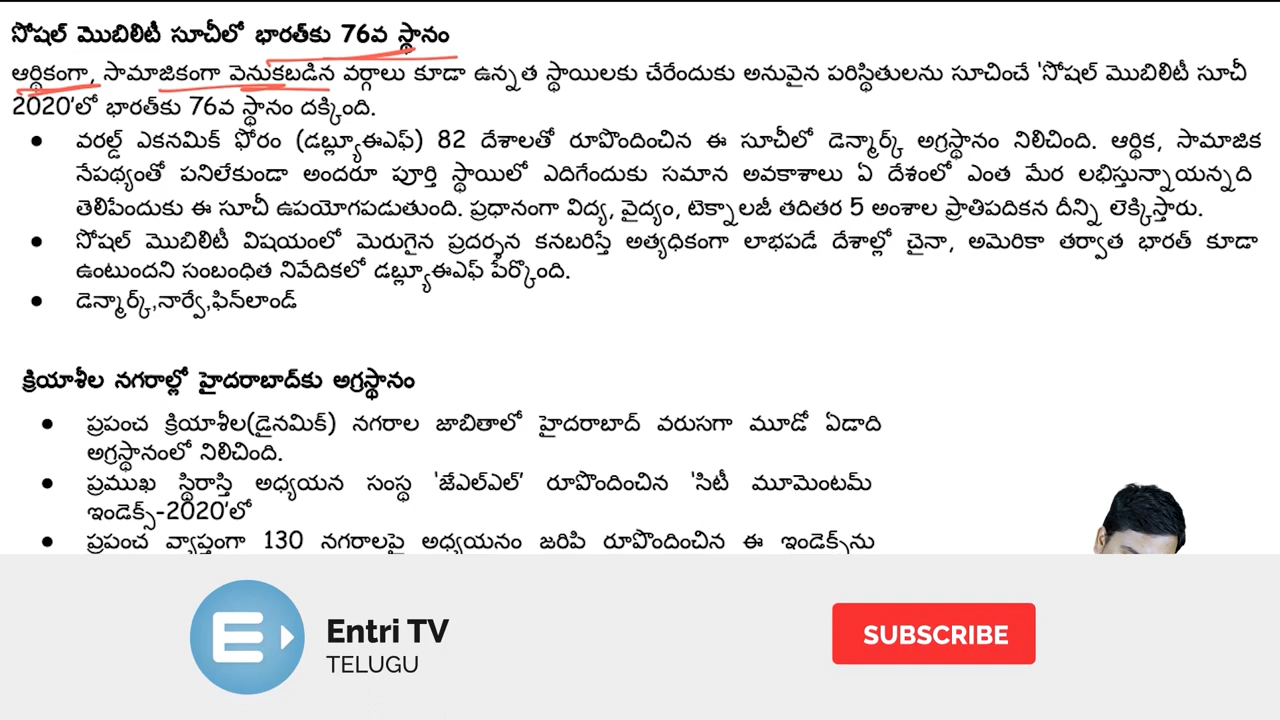 సోషల్ మొబిలిటీ సూచీలో భారత్‌కు 76వ స్థానం
ఆర్థికంగా, సామాజికంగా వెనుకబడిన వర్గాలు కూడా ఉన్నత స్థాయిలకు చేరేందుకు అనువైన పరిస్థితులను సూచించే 'సోషల్ మొబిలిటీ సూచీ
2020'లో భారత్‌కు 76వ స్థానం దక్కింది.
● వరల్డ్ ఎకనమిక్ ఫోరం (డబ్ల్యూఈఎఫ్) 82 దేశాలతో రూపొందించిన ఈ సూచీలో డెన్మార్క్ అగ్రస్థానం నిలిచింది. ఆర్థిక, సామాజిక
నేపథ్యంతో పనిలేకుండా అందరూ పూర్తి స్థాయిలో ఎదిగేందుకు సమాన అవకాశాలు ఏ దేశంలో ఎంత మేర లభిస్తున్నాయన్నది
తెలిపేందుకు ఈ సూచీ ఉపయోగపడుతుంది. ప్రధానంగా విద్య, వైద్యం, టెక్నాలజీ తదితర 5 అంశాల ప్రాతిపదికన దీన్ని లెక్కిస్తారు.
● సోషల్ మొబిలిటీ విషయంలో మెరుగైన ప్రదర్శన కనబరిస్తే అత్యధికంగా లాభపడే దేశాల్లో చైనా, అమెరికా తర్వాత భారత్ కూడా
ఉంటుందని సంబంధిత నివేదికలో డబ్ల్యూఈఎఫ్ పేర్కొంది.
● డెన్మార్క్,నార్వే,ఫిన్‌లాండ్
క్రియాశీల నగరాల్లో హైదరాబాద్‌కు అగ్రస్థానం
● ప్రపంచ క్రియాశీల(డైనమిక్) నగరాల జాబితాలో హైదరాబాద్ వరుసగా మూడో ఏడాది
అగ్రస్థానంలో నిలిచింది.
● ప్రముఖ స్థిరాస్తి అధ్యయన సంస్థ 'జేఎల్ఎల్' రూపొందించిన 'సిటీ మూమెంటమ్
ఇండెక్స్-2020'లో
● ప్రపంచ వ్యాప్తంగా 130 నగరాలపై అధ్యయనం జరిపి రూపొందించిన ఈ ఇండెక్స్‌ను
Entri TV
TELUGU
SUBSCRIBE